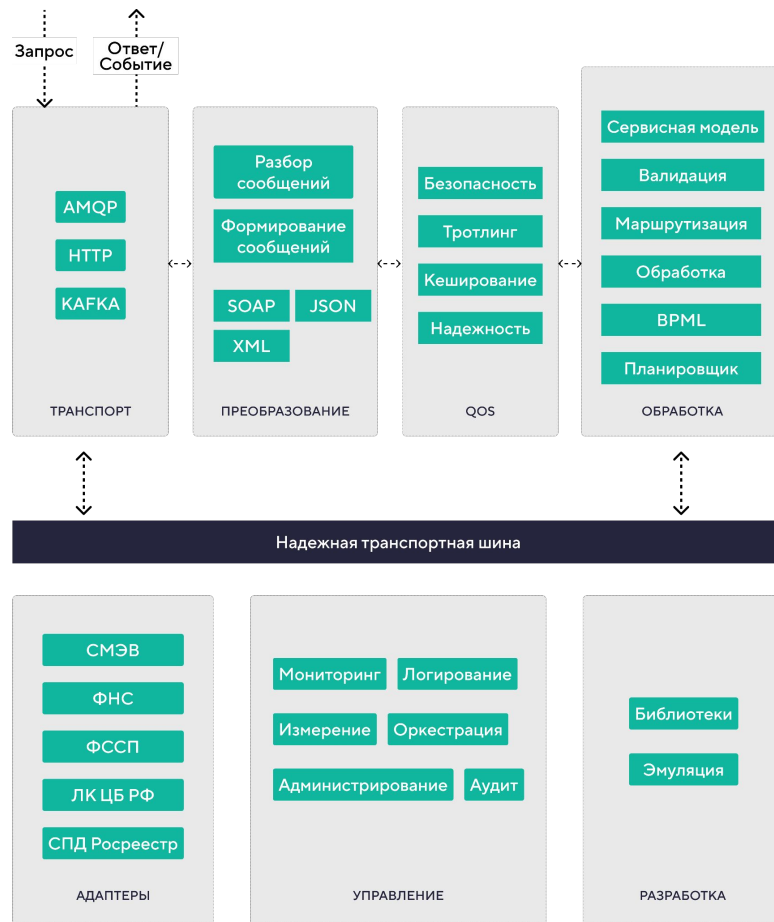 Запрос
Ответ/
Событие
AMQP
HTTP
KAFKA
ТРАНСПОРТ
Разбор
сообщений
Формирование
сообщений
SOAP
JSON
XML
ПРЕОБРАЗОВАНИЕ
Безопасность
Тротлинг
Кеширование
Надежность
QOS
Сервисная модель
Валидация
Маршрутизация
Обработка
BPML
Планировщик
ОБРАБОТКА
Надежная транспортная шина
СМЭВ
ФНС
ФССП
ЛК ЦБ РФ
СПД Росреестр
АДАПТЕРЫ
Мониторинг
Логирование
Измерение
Оркестрация
Администрирование
Аудит
УПРАВЛЕНИЕ
Библиотеки
Эмуляция
РАЗРАБОТКА